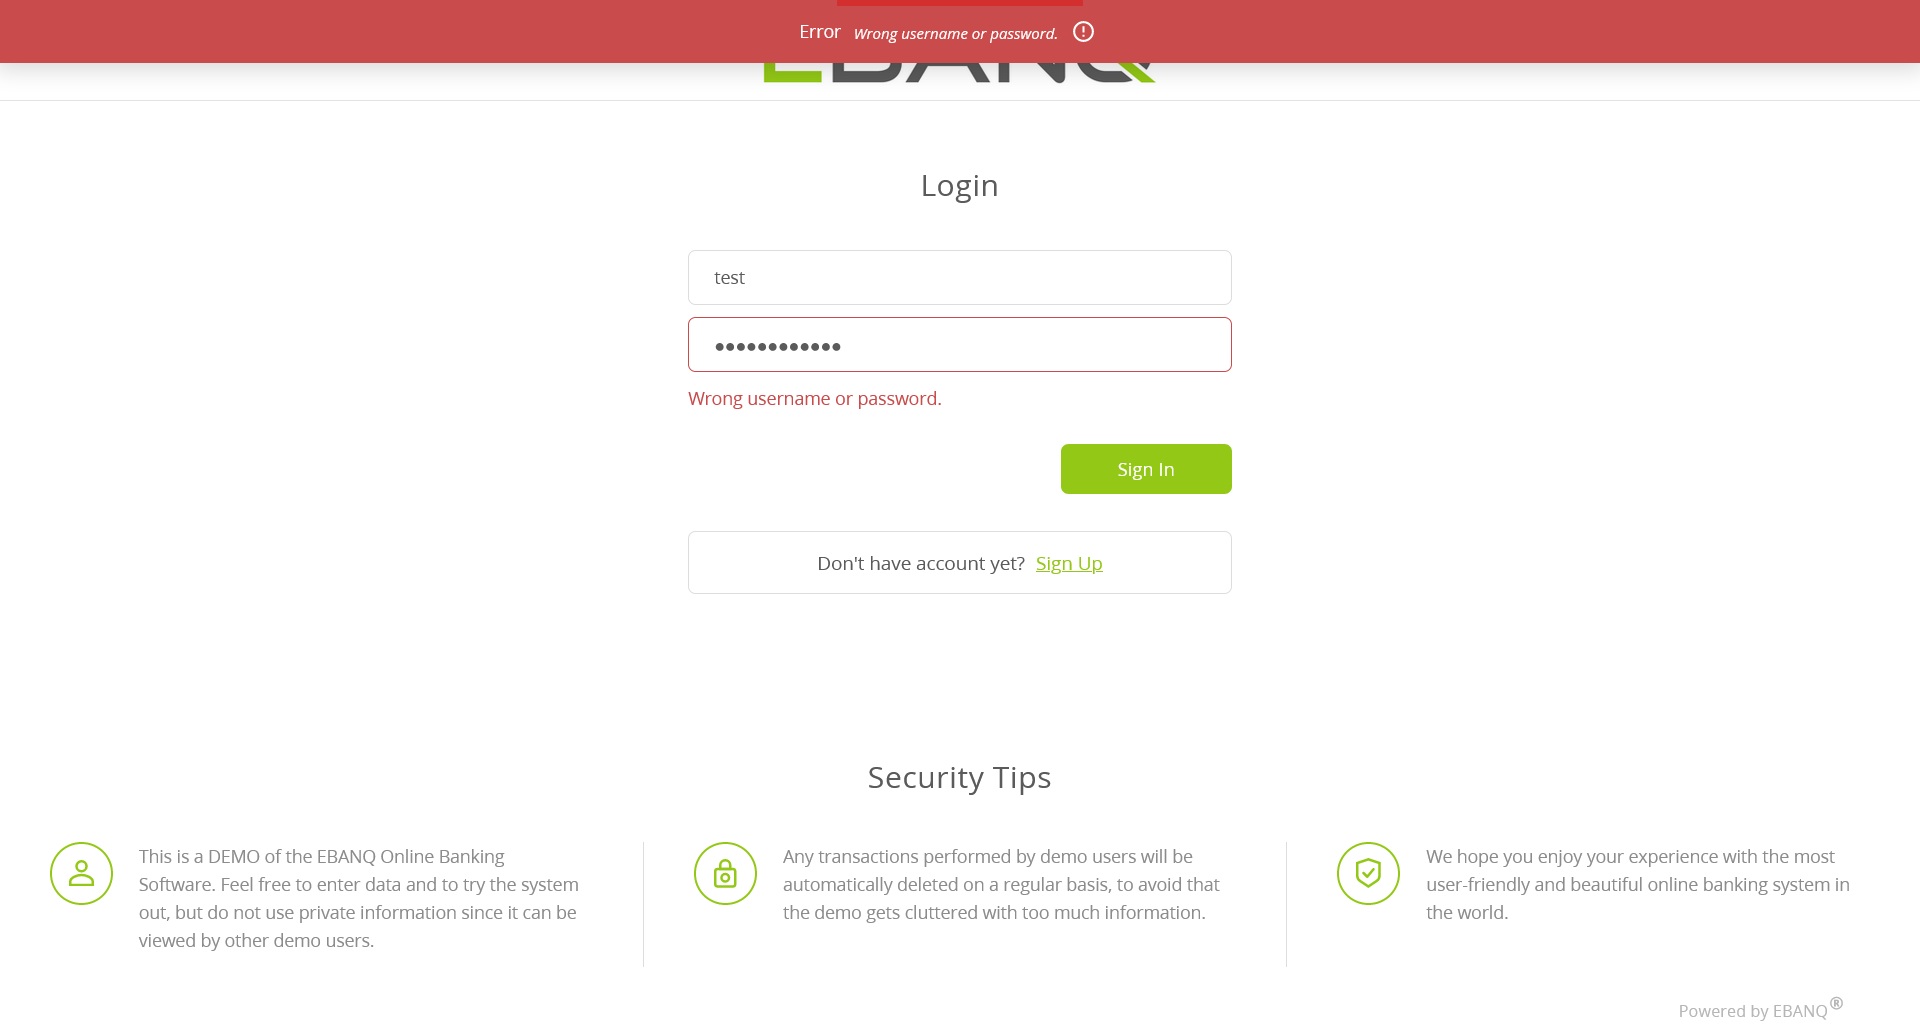 Error Wrong username or password.
EBANQ
Login
test
Wrong username or password.
Sign In
Don't have account yet? Sign Up
Security Tips
This is a DEMO of the EBANQ Online Banking
Software. Feel free to enter data and to try the system
out, but do not use private information since it can be
viewed by other demo users.
Any transactions performed by demo users will be
automatically deleted on a regular basis, to avoid that
the demo gets cluttered with too much information.
We hope you enjoy your experience with the most
user-friendly and beautiful online banking system in
the world.
Powered by EBANQ®